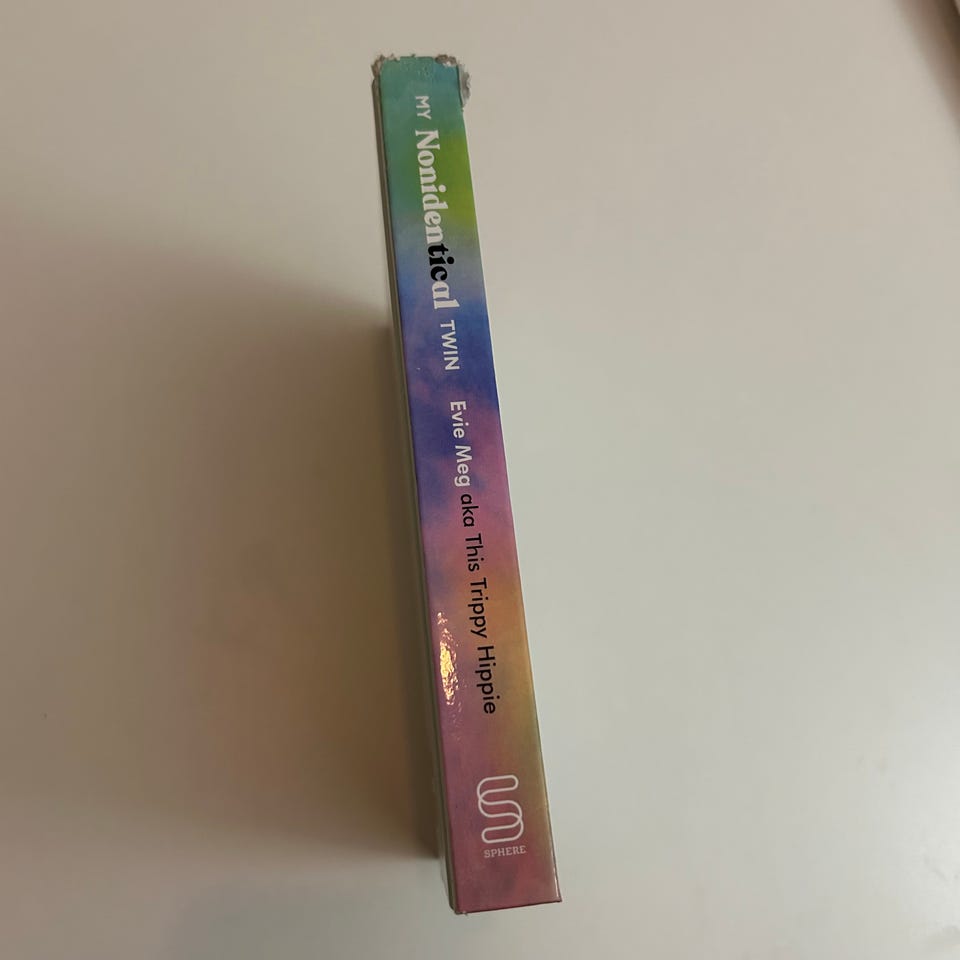 MY Nonidentical TWIN Evie Meg aka This Trippy Hippie
SPHERE